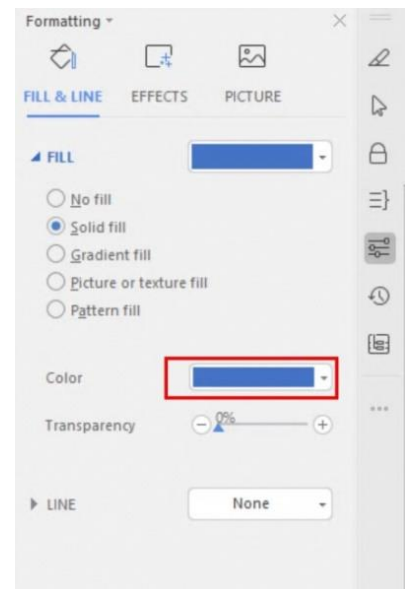 Formatting
FILL & LINE EFFECTS PICTURE
FILL
No fill
Solid fill
Gradient fill
Picture or texture fill
Pattern fill
Color
Transparency 0%
LINE None